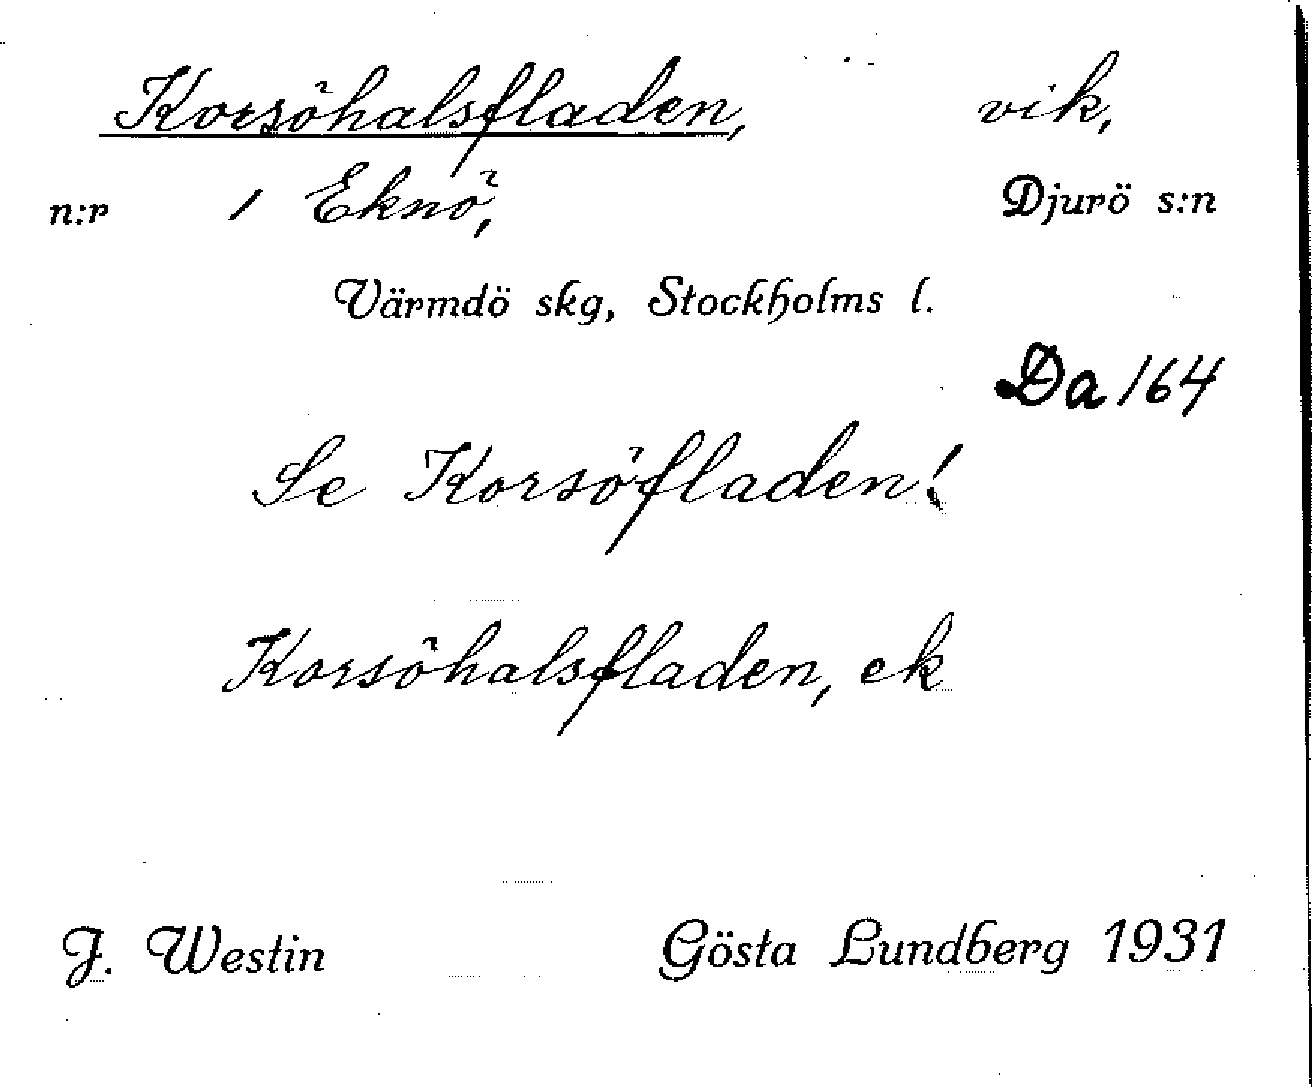 Korsöhalsfladen, vik,
n:r 1 Eknö, Djurö s:n
Värmdö skg, Stockholms l.
Da 164
Se Korsöfladen!
Korsöhalsfladen, ek
J. Westin Gösta Lundberg 1931